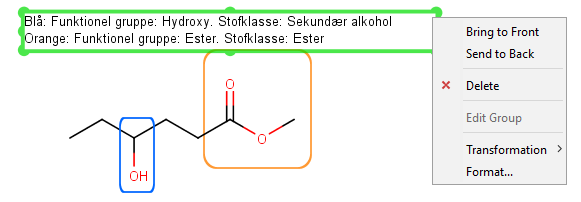 Blå: Funktionel gruppe: Hydroxy. Stofklasse: Sekundær alkohol
Orange: Funktionel gruppe: Ester. Stofklasse: Ester
Bring to Front
Send to Back
Delete
Edit Group
Transformation
Format...
O
O
OH